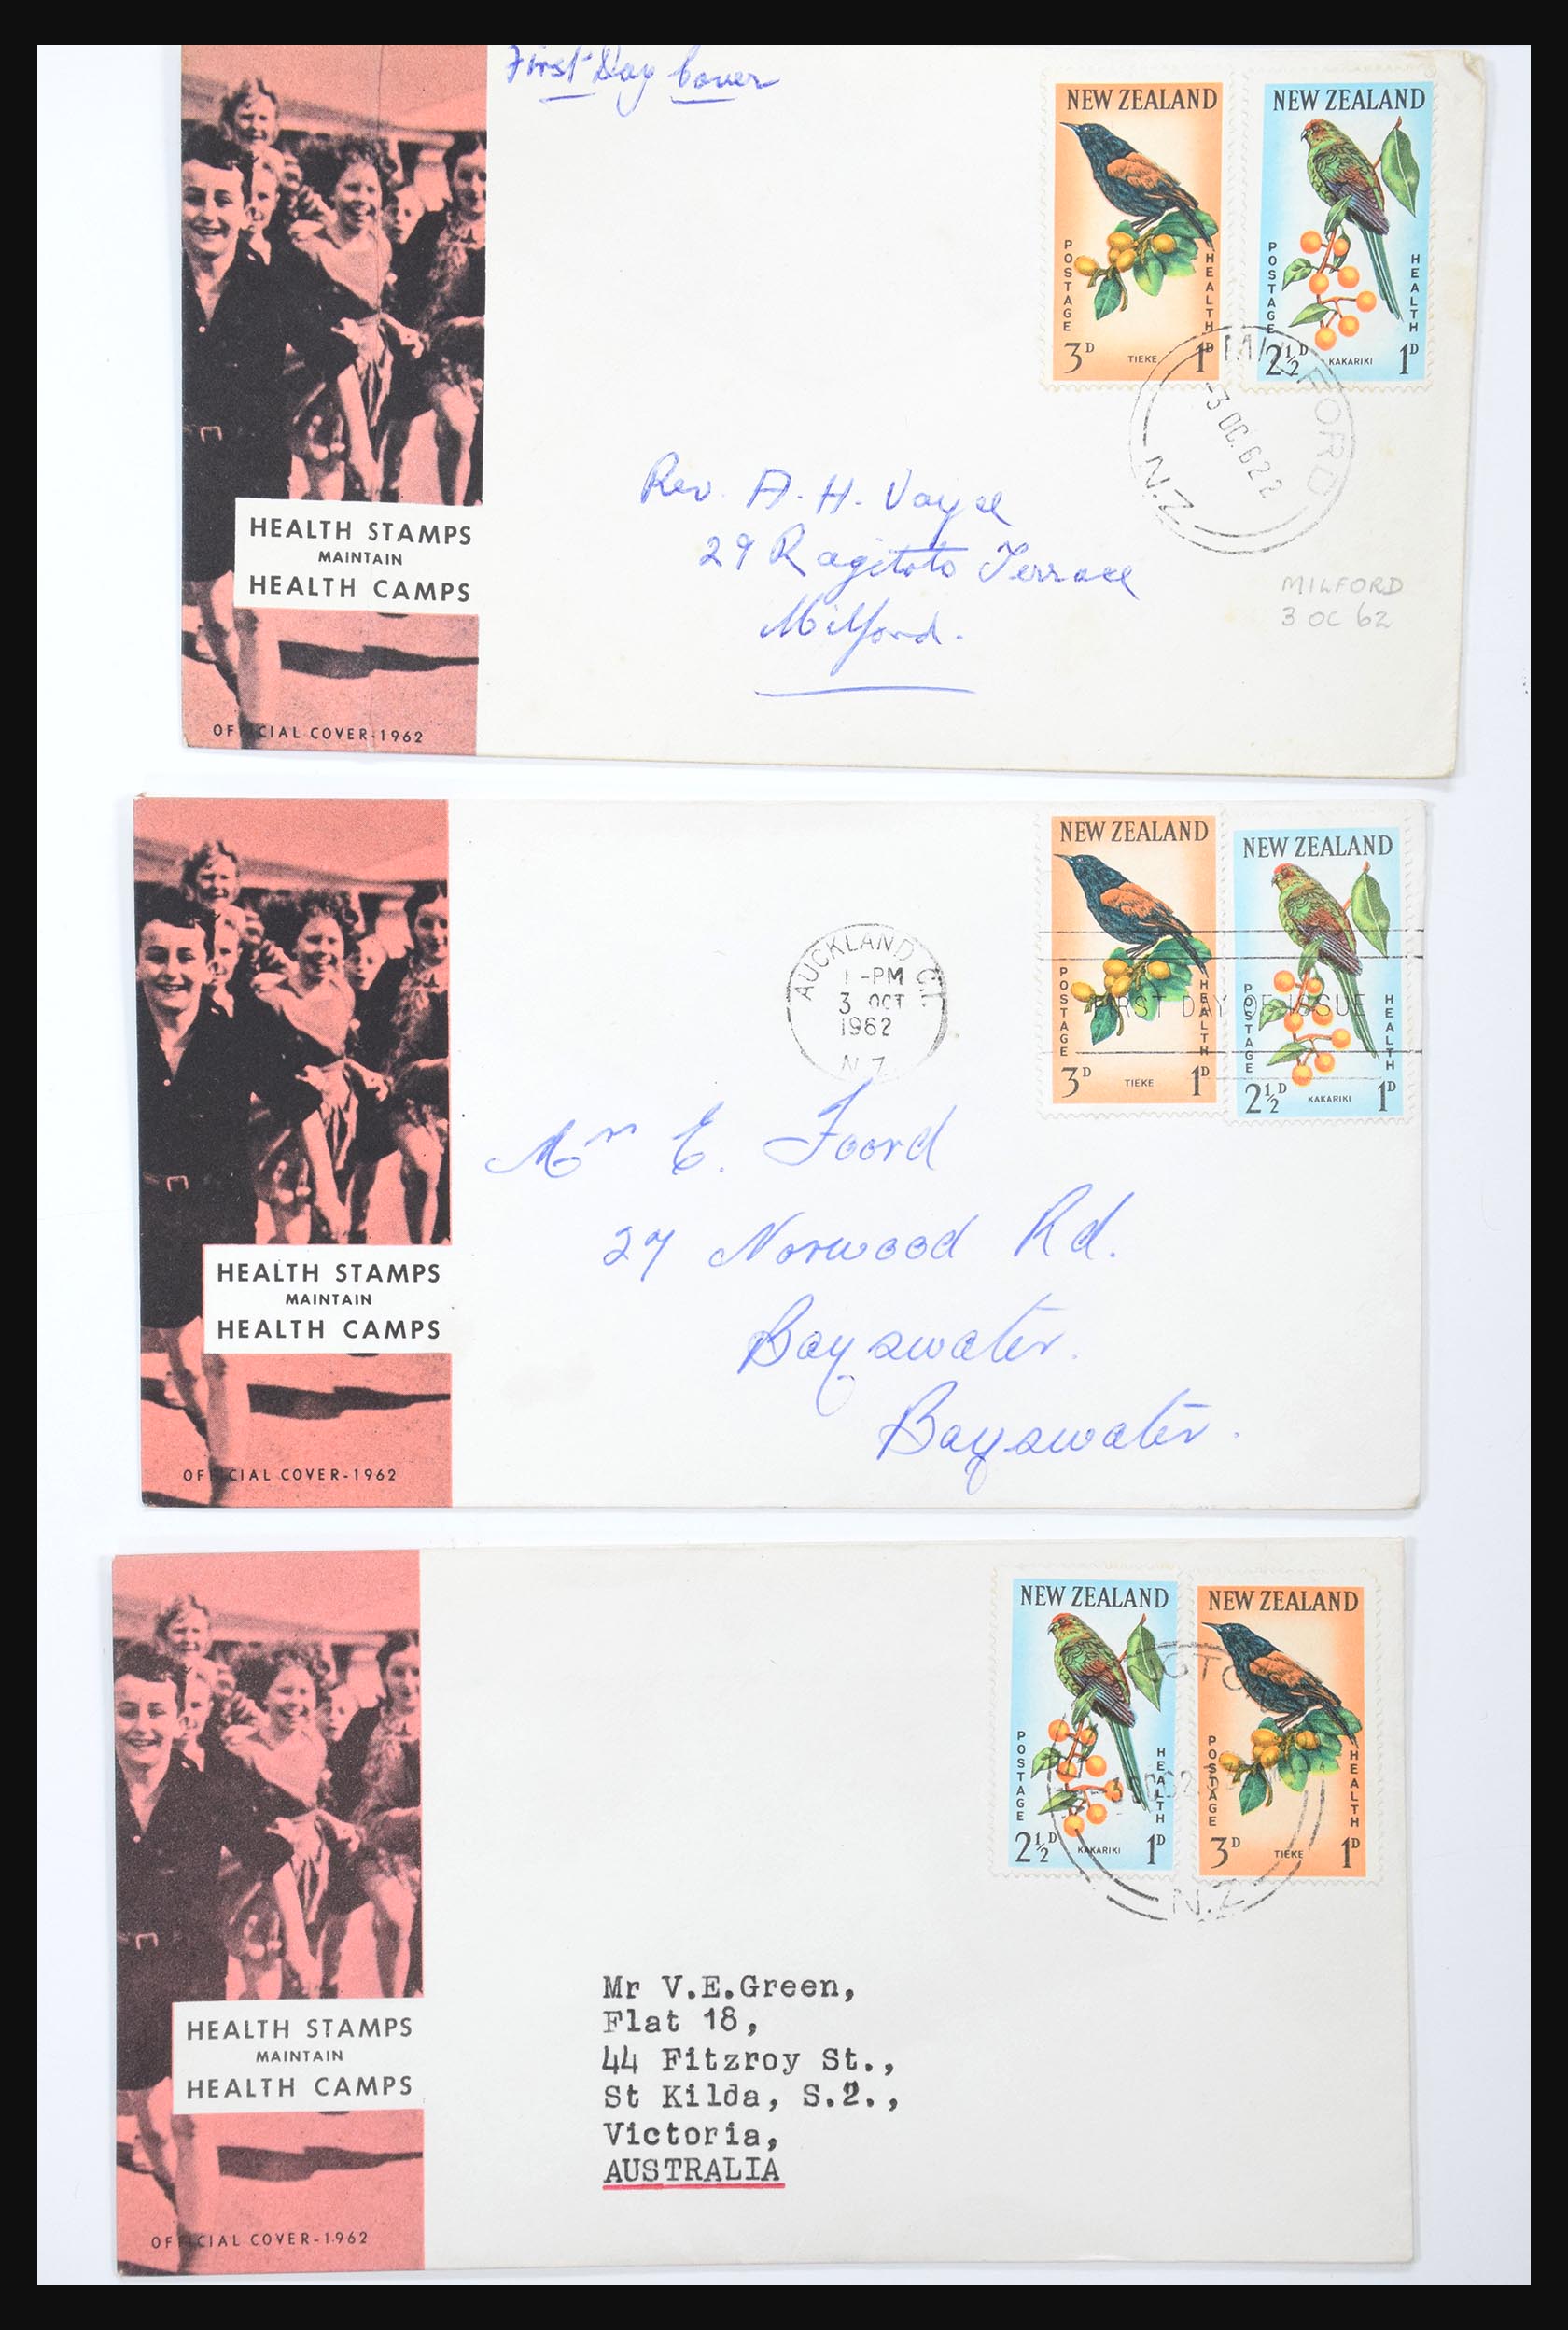 First Day Cover
NEW ZEALAND
POSTAGE
HEALTH
3D TIEKE 1D
NEW ZEALAND
POSTAGE
HEALTH
2½D KAKARIKI 1D
MILFORD
-3 OC. 62 2
N.Z
Rev. A. H. Voyce
29 Ragitoto Terrace
Milford.
MILFORD
3 OC 62
HEALTH STAMPS
MAINTAIN
HEALTH CAMPS
OFFICIAL COVER-1962
NEW ZEALAND
POSTAGE
HEALTH
3D TIEKE 1D
NEW ZEALAND
POSTAGE
HEALTH
2½D KAKARIKI 1D
AUCKLAND C.1
1 -PM
3 OCT
1962
N.Z.
FIRST DAY OF ISSUE
E. Foord
27 Norwood Rd.
Bayswater.
Bayswater.
HEALTH STAMPS
MAINTAIN
HEALTH CAMPS
OFFICIAL COVER-1962
NEW ZEALAND
POSTAGE
HEALTH
2½D KAKARIKI 1D
NEW ZEALAND
POSTAGE
HEALTH
3D TIEKE 1D
N.Z
Mr V.E.Green,
Flat 18,
44 Fitzroy St.,
St Kilda, S.2.,
Victoria,
AUSTRALIA
HEALTH STAMPS
MAINTAIN
HEALTH CAMPS
OFFICIAL COVER-1962